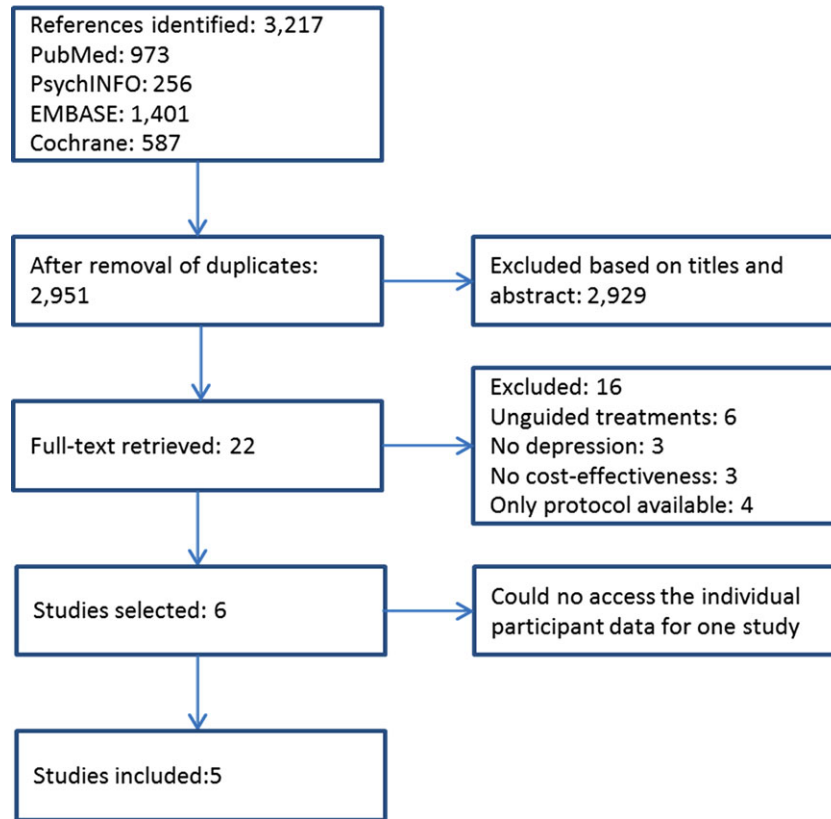 References identified: 3,217
PubMed: 973
PsychINFO: 256
EMBASE: 1,401
Cochrane: 587
After removal of duplicates:
2,951
Excluded based on titles and
abstract: 2,929
Full-text retrieved: 22
Excluded: 16
Unguided treatments: 6
No depression: 3
No cost-effectiveness: 3
Only protocol available: 4
Studies selected: 6
Could no access the individual
participant data for one study
Studies included:5